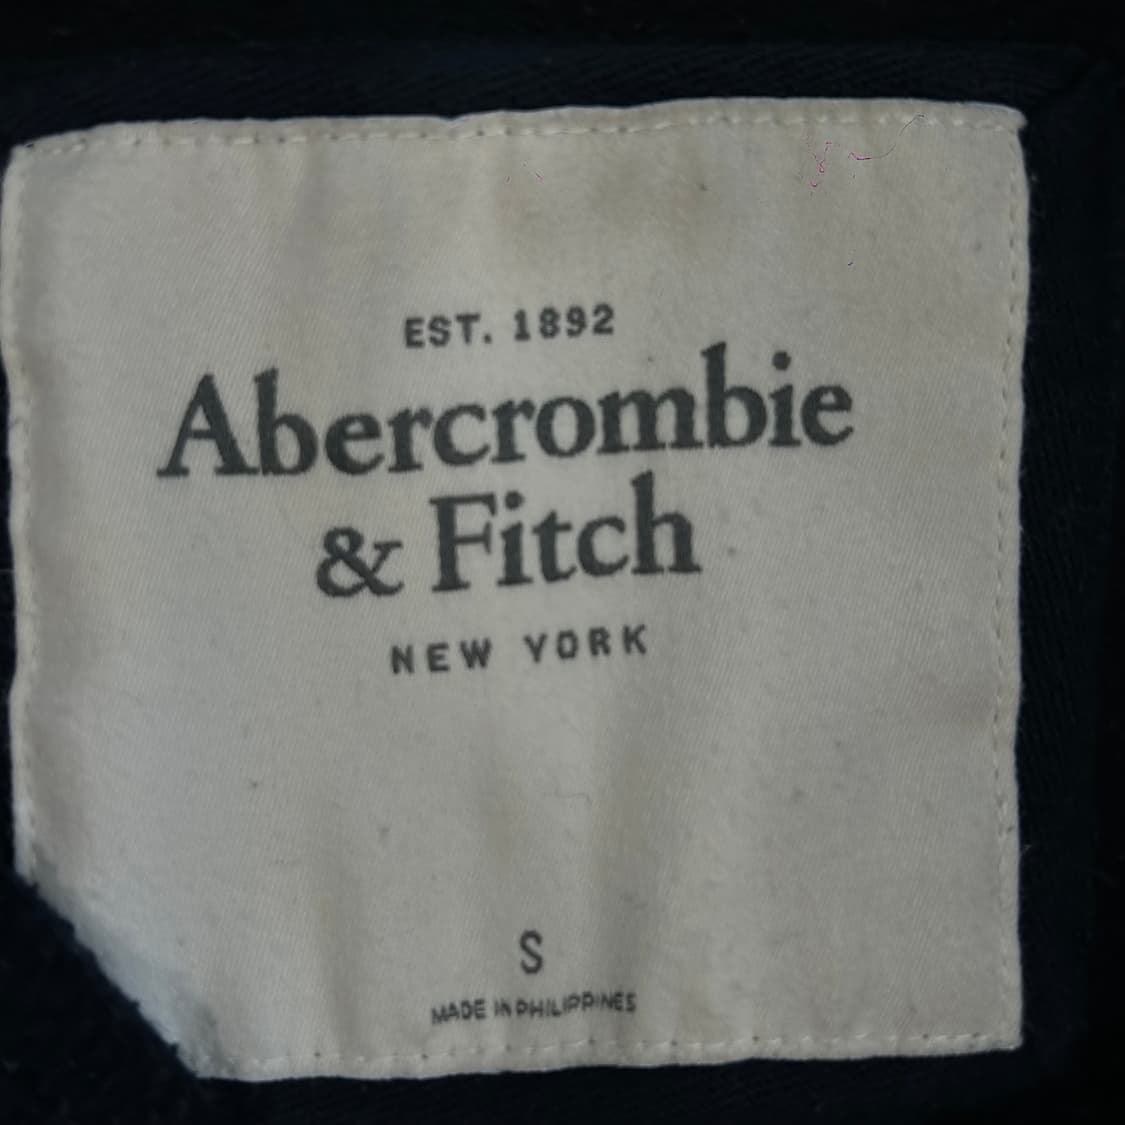 EST. 1892
Abercrombie
& Fitch
NEW YORK
S
MADE IN PHILIPPINES